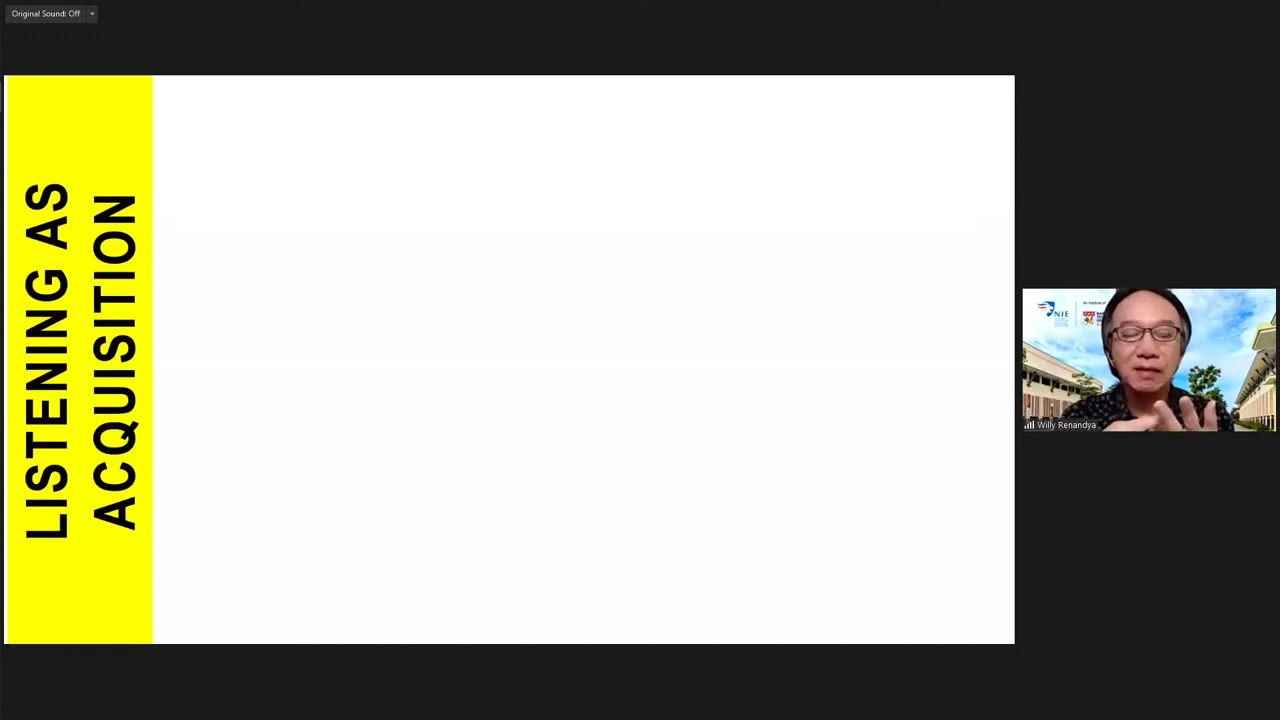 Original Sound: Off
LISTENING AS
ACQUISITION
NIE
Willy Renandya